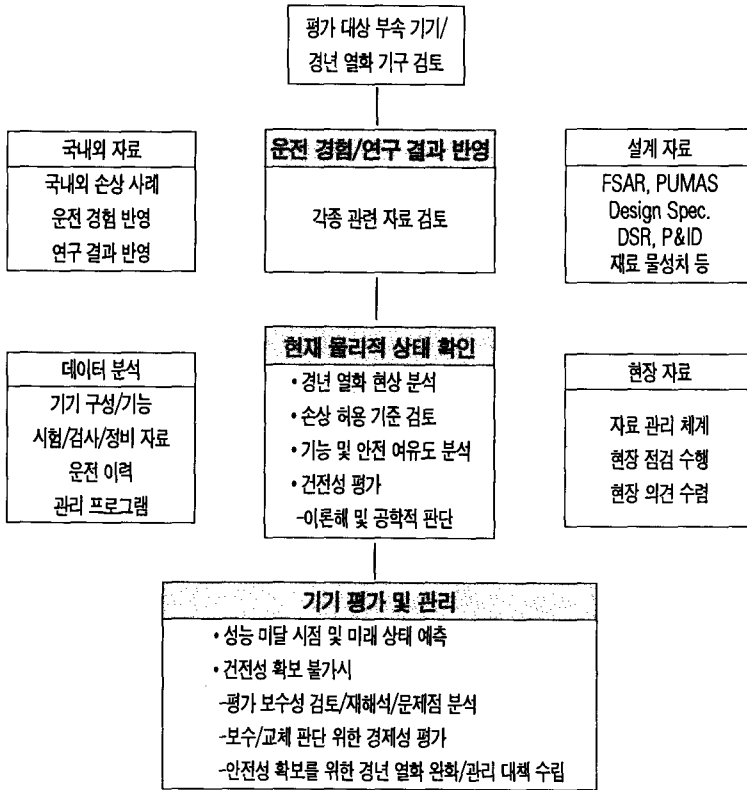 평가 대상 부속 기기/
경년 열화 기구 검토
국내외 자료
국내외 손상 사례
운전 경험 반영
연구 결과 반영
운전 경험/연구 결과 반영
각종 관련 자료 검토
설계 자료
FSAR, PUMAS
Design Spec.
DSR, P&ID
재료 물성치 등
데이터 분석
기기 구성/기능
시험/검사/정비 자료
운전 이력
관리 프로그램
현재 물리적 상태 확인
• 경년 열화 현상 분석
• 손상 허용 기준 검토
• 기능 및 안전 여유도 분석
• 건전성 평가
-이론해 및 공학적 판단
현장 자료
자료 관리 체계
현장 점검 수행
현장 의견 수렴
기기 평가 및 관리
• 성능 미달 시점 및 미래 상태 예측
• 건전성 확보 불가시
-평가 보수성 검토/재해석/문제점 분석
-보수/교체 판단 위한 경제성 평가
-안전성 확보를 위한 경년 열화 완화/관리 대책 수립